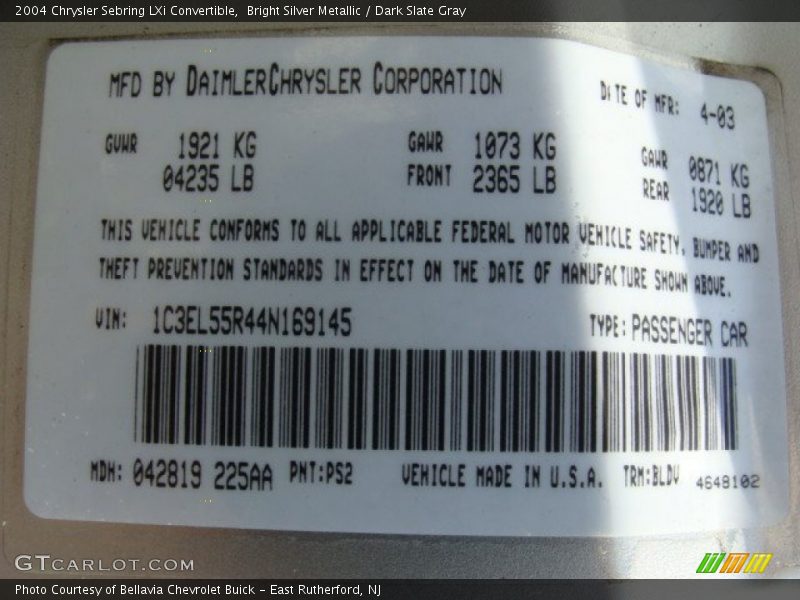 2004 Chrysler Sebring LXi Convertible,  Bright Silver Metallic / Dark Slate Gray
MFD BY DAIMLERCHRYSLER CORPORATION
DATE OF MFR: 4-03
GVWR 1921 KG
04235 LB
GAWR FRONT 1073 KG
2365 LB
GAWR REAR 0871 KG
1920 LB
THIS VEHICLE CONFORMS TO ALL APPLICABLE FEDERAL MOTOR VEHICLE SAFETY, BUMPER AND
THEFT PREVENTION STANDARDS IN EFFECT ON THE DATE OF MANUFACTURE SHOWN ABOVE.
VIN: 1C3EL55R44N169145 TYPE: PASSENGER CAR
MDH: 042819 225AA PNT:PS2 VEHICLE MADE IN U.S.A. TRM:BLDV 4648102
GTCARLOT.COM
Photo Courtesy of Bellavia Chevrolet Buick – East Rutherford, NJ